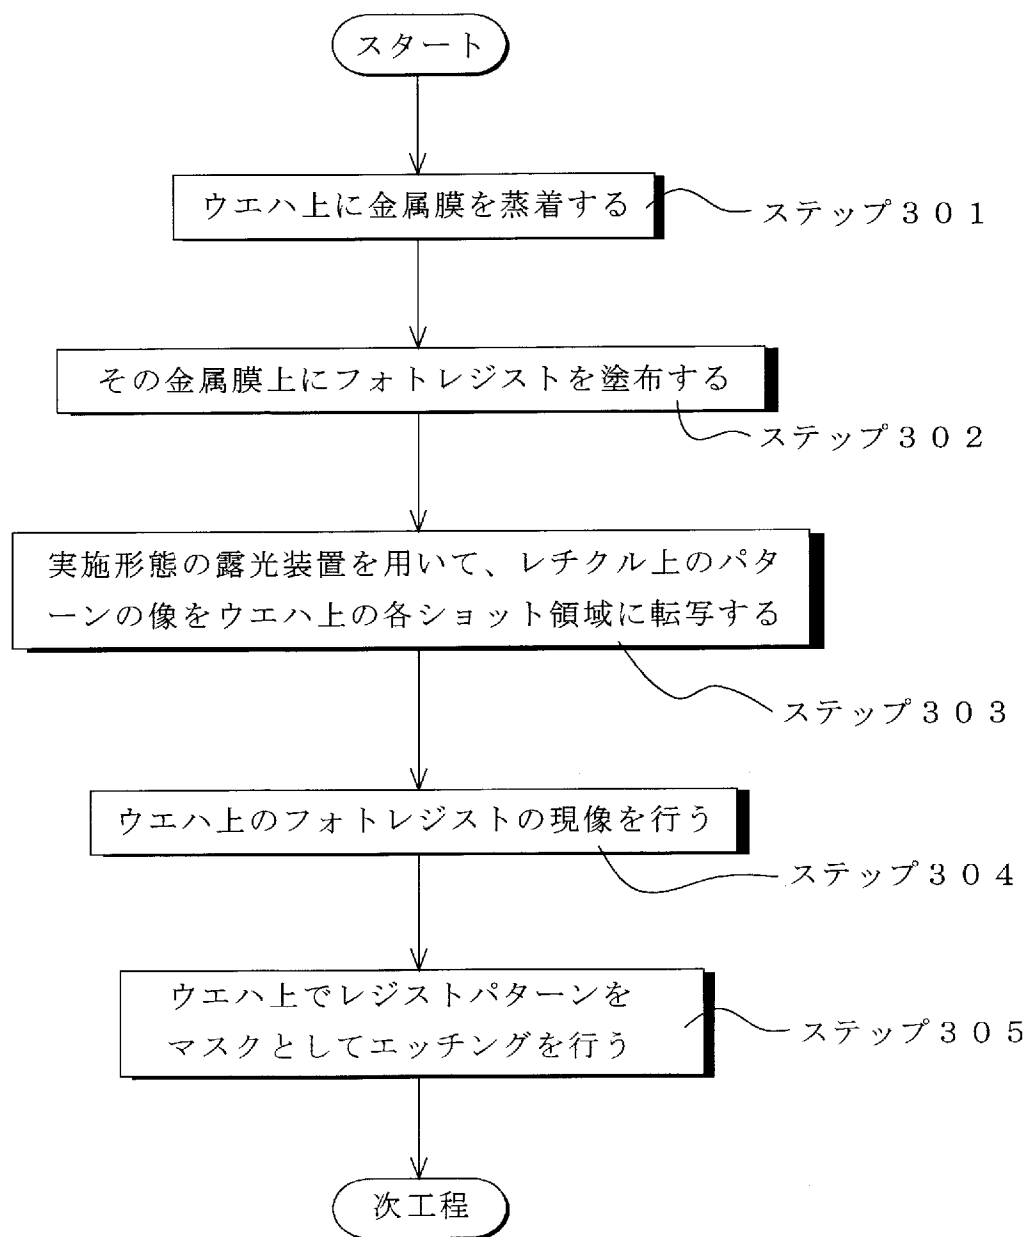 スタート
ウエハ上に金属膜を蒸着する
ステップ３０１
その金属膜上にフォトレジストを塗布する
ステップ３０２
実施形態の露光装置を用いて、レチクル上のパタ
ーンの像をウエハ上の各ショット領域に転写する
ステップ３０３
ウエハ上のフォトレジストの現像を行う
ステップ３０４
ウエハ上でレジストパターンを
マスクとしてエッチングを行う
ステップ３０５
次工程